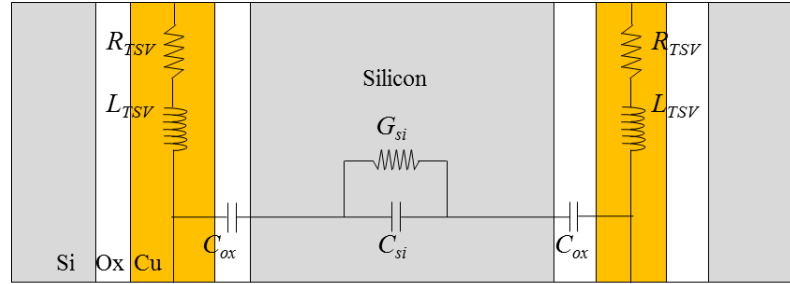 R_TSV R_TSV
Silicon
L_TSV L_TSV
G_si
C_ox C_si C_ox
Si Ox Cu